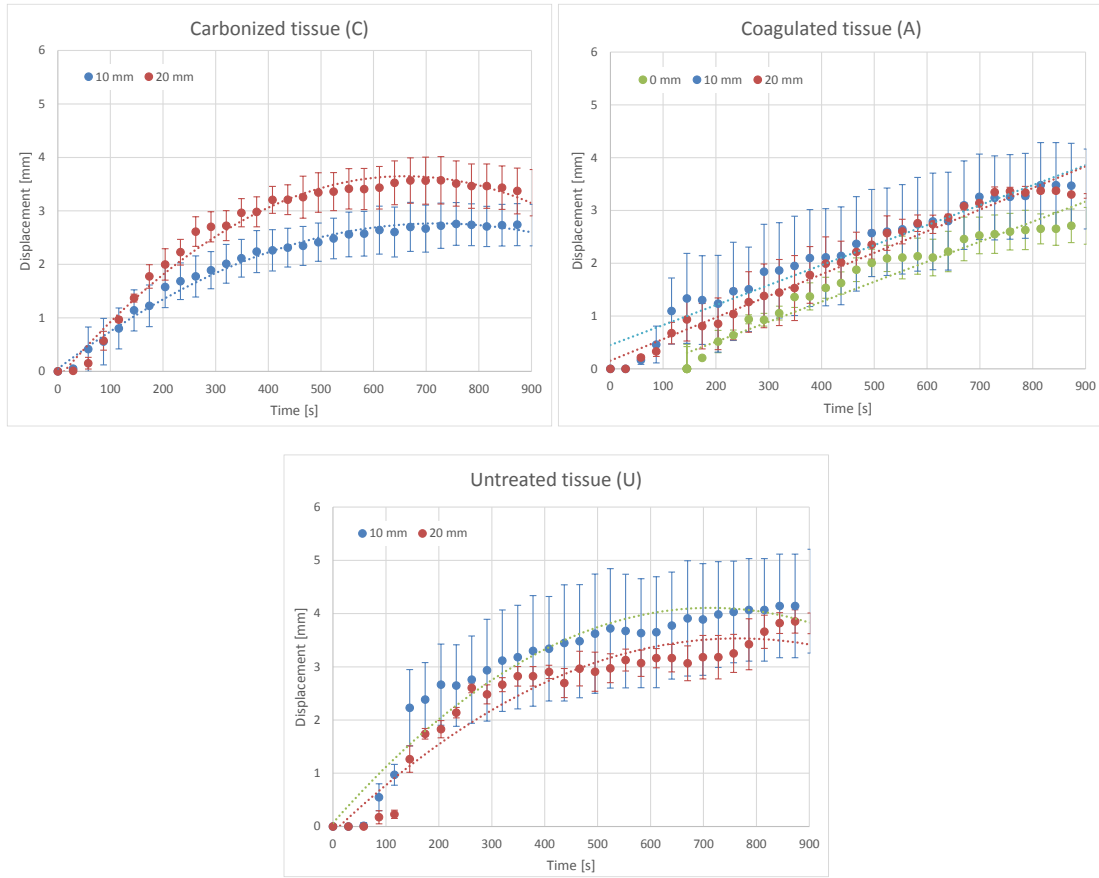 Carbonized tissue (C)
6
10 mm 20 mm
5
4
3
2
1
0
Displacement [mm]
0 100 200 300 400 500 600 700 800 900
Time [s]
Coagulated tissue (A)
6
0 mm 10 mm 20 mm
5
4
3
2
1
0
Displacement [mm]
0 100 200 300 400 500 600 700 800 900
Time [s]
Untreated tissue (U)
6
10 mm 20 mm
5
4
3
2
1
0
Displacement [mm]
0 100 200 300 400 500 600 700 800 900
Time [s]